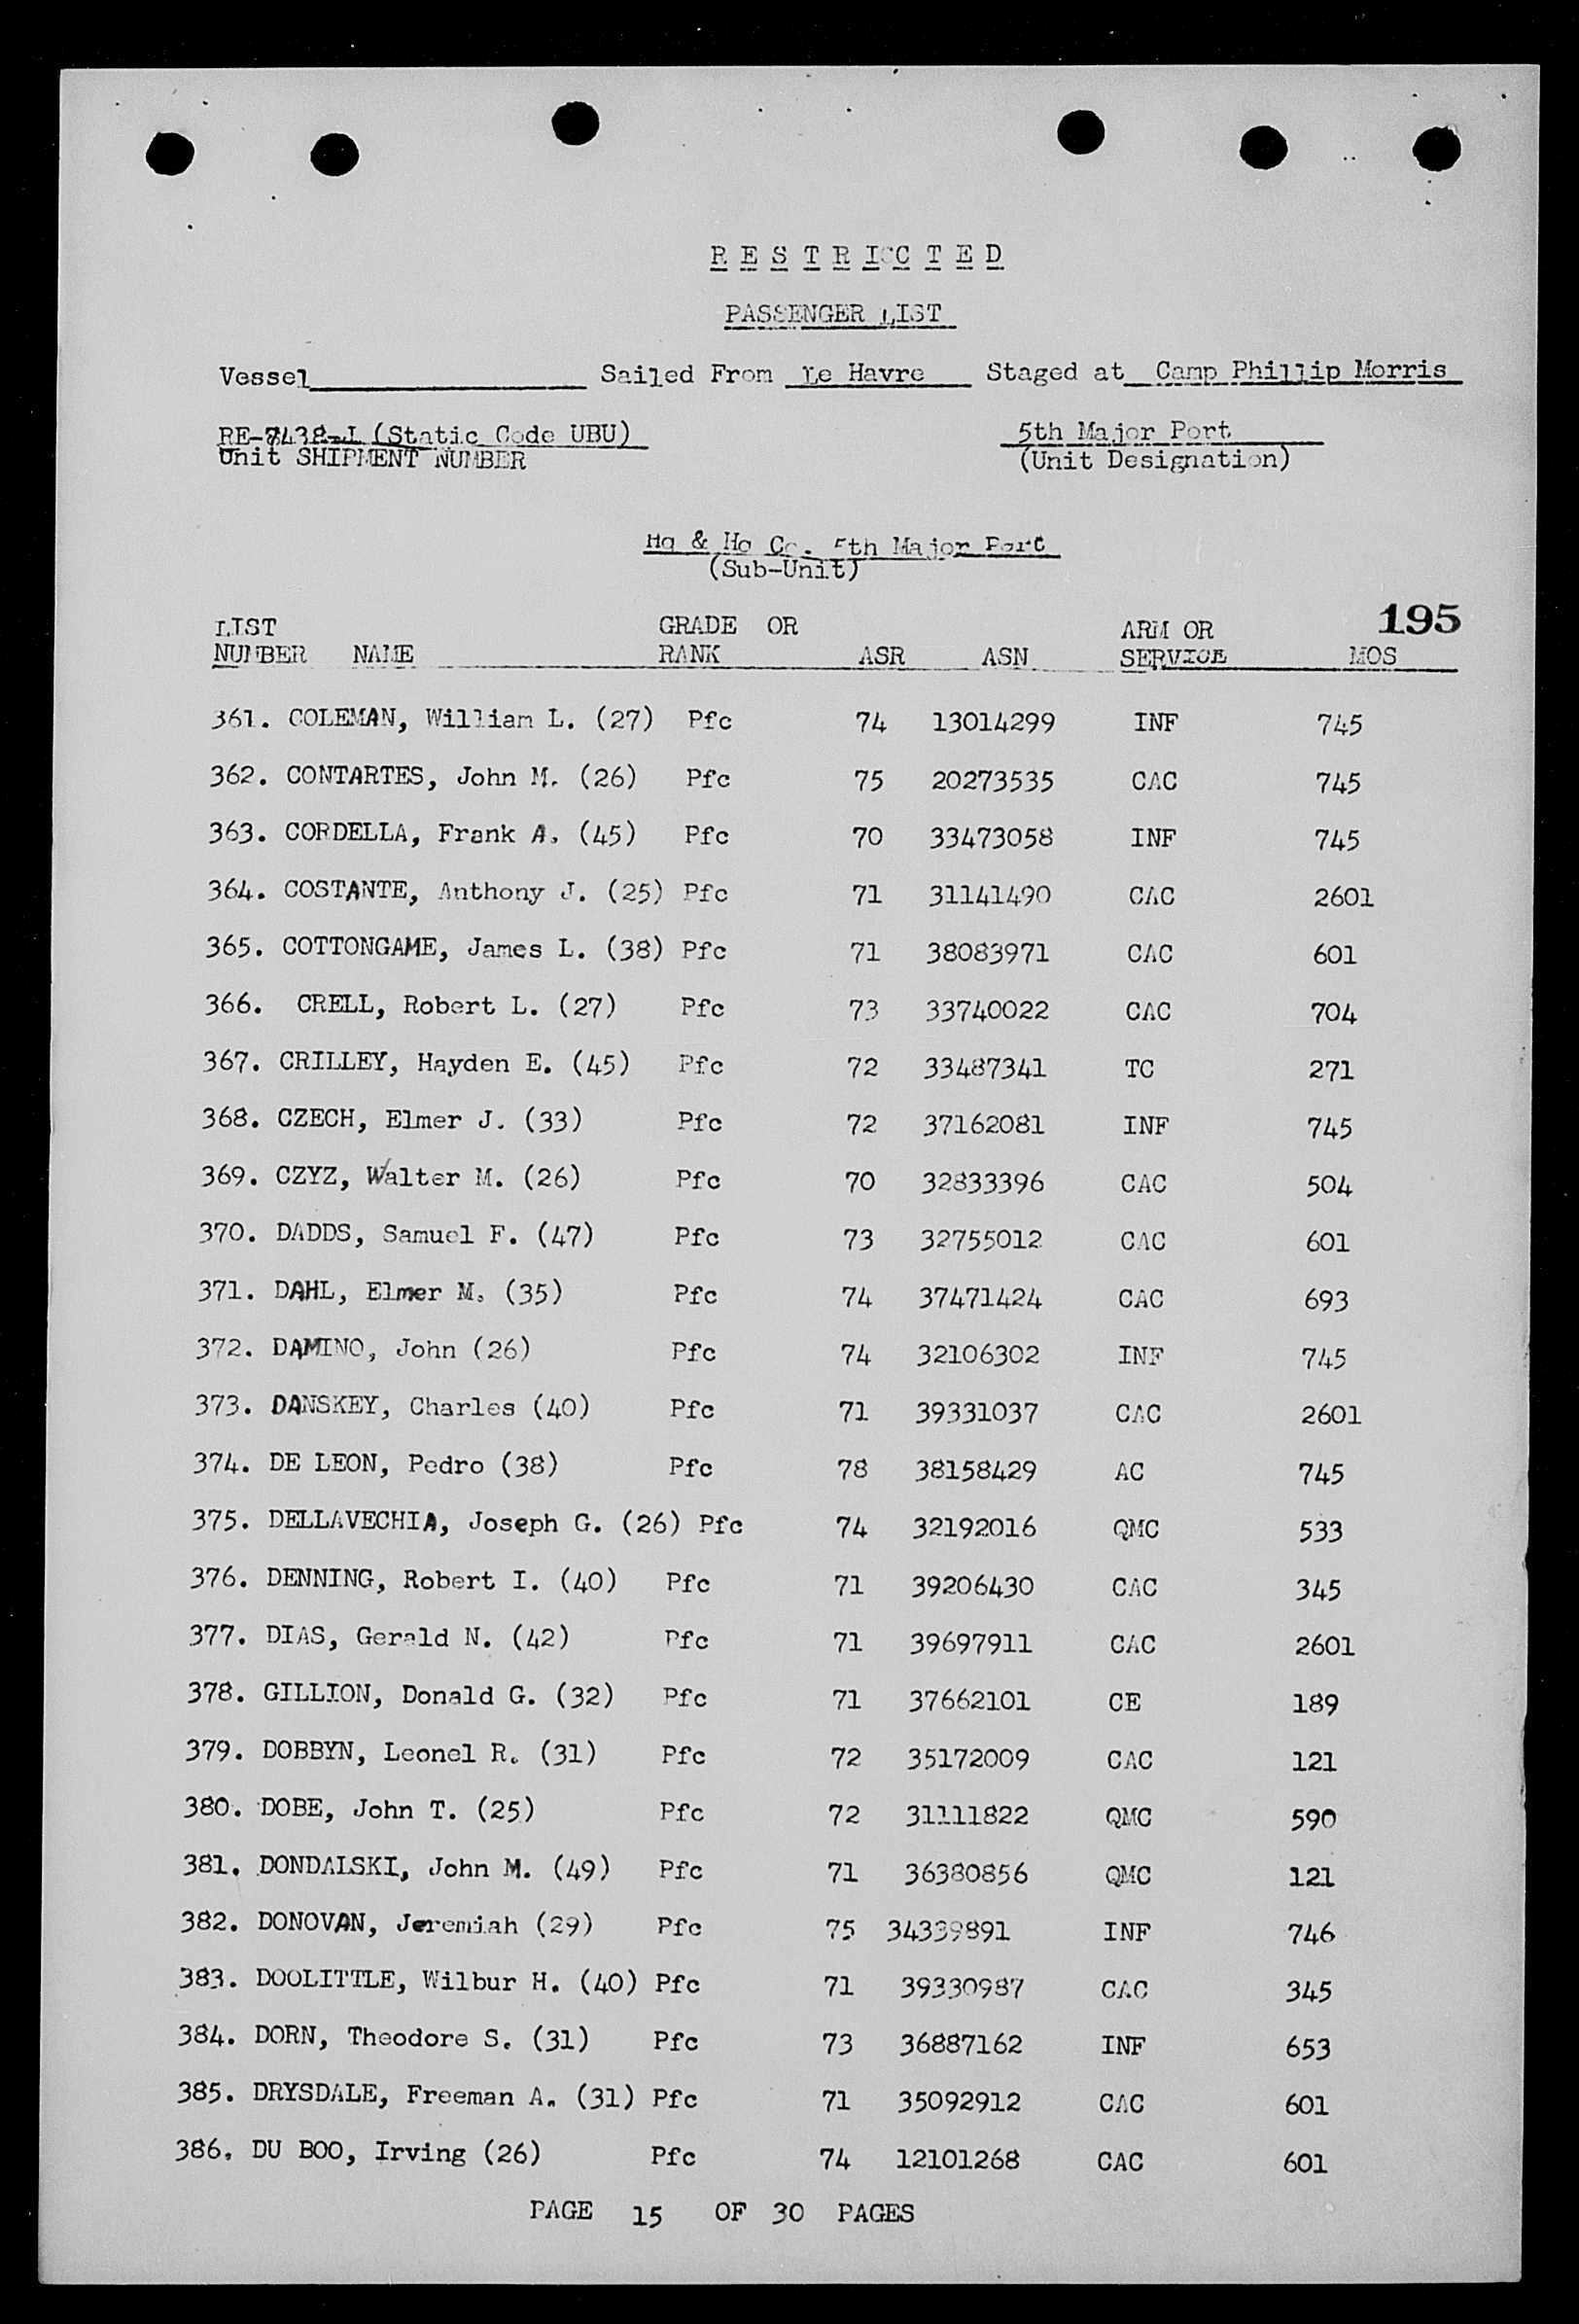 RESTRICTED
PASSENGER LIST
Vessel Sailed From Le Havre Staged at Camp Phillip Morris
RE-8438-J (Static Code UBU) 5th Major Port
Unit SHIPMENT NUMBER (Unit Designation)
Hq & Hq Co. 5th Major Port
(Sub-Unit)
195
LIST GRADE OR ARM OR
NUMBER NAME RANK ASR ASN SERVICE MOS
361. COLEMAN, William L. (27) Pfc 74 13014299 INF 745
362. CONTARTES, John M. (26) Pfc 75 20273535 CAC 745
363. CORDELLA, Frank A. (45) Pfc 70 33473058 INF 745
364. COSTANTE, Anthony J. (25) Pfc 71 31141490 CAC 2601
365. COTTONGAME, James L. (38) Pfc 71 38083971 CAC 601
366. CRELL, Robert L. (27) Pfc 73 33740022 CAC 704
367. CRILLEY, Hayden E. (45) Pfc 72 33487341 TC 271
368. CZECH, Elmer J. (33) Pfc 72 37162081 INF 745
369. CZYZ, Walter M. (26) Pfc 70 32833396 CAC 504
370. DADDS, Samuel F. (47) Pfc 73 32755012 CAC 601
371. DAHL, Elmer M. (35) Pfc 74 37471424 CAC 693
372. DAMINO, John (26) Pfc 74 32106302 INF 745
373. DANSKEY, Charles (40) Pfc 71 39331037 CAC 2601
374. DE LEON, Pedro (38) Pfc 78 38158429 AC 745
375. DELLAVECHIA, Joseph G. (26) Pfc 74 32192016 QMC 533
376. DENNING, Robert I. (40) Pfc 71 39206430 CAC 345
377. DIAS, Gerald N. (42) Pfc 71 39697911 CAC 2601
378. GILLION, Donald G. (32) Pfc 71 37662101 CE 189
379. DOBBYN, Leonel R. (31) Pfc 72 35172009 CAC 121
380. DOBE, John T. (25) Pfc 72 31111822 QMC 590
381. DONDALSKI, John M. (49) Pfc 71 36380856 QMC 121
382. DONOVAN, Jeremiah (29) Pfc 75 34339891 INF 746
383. DOOLITTLE, Wilbur H. (40) Pfc 71 39330987 CAC 345
384. DORN, Theodore S. (31) Pfc 73 36887162 INF 653
385. DRYSDALE, Freeman A. (31) Pfc 71 35092912 CAC 601
386. DU BOO, Irving (26) Pfc 74 12101268 CAC 601
PAGE 15 OF 30 PAGES